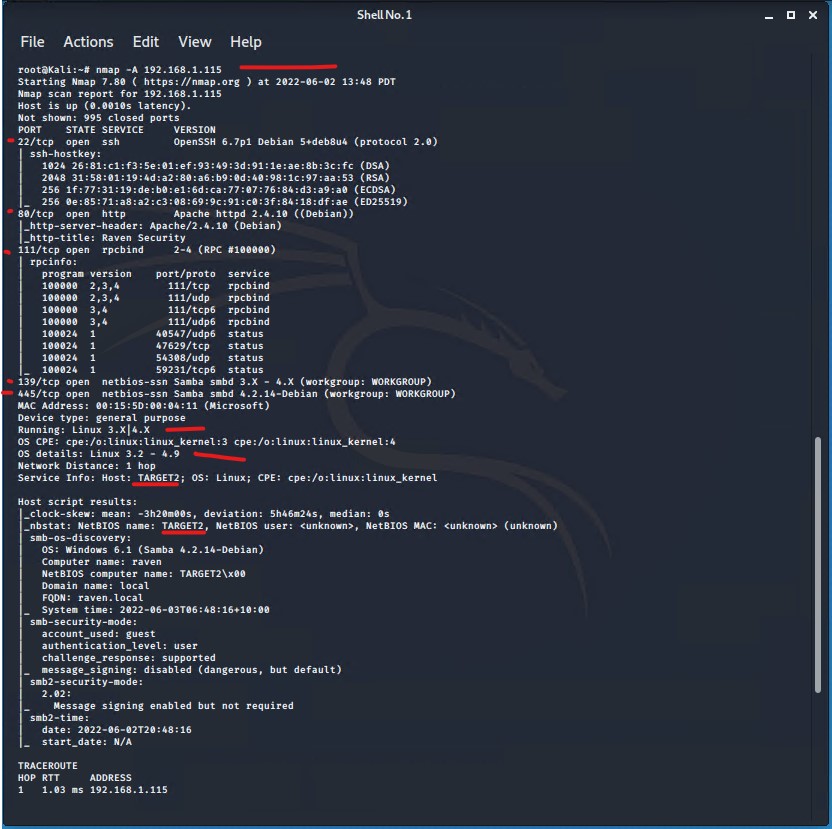 Shell No. 1
File Actions Edit View Help
root@Kali:~# nmap -A 192.168.1.115
Starting Nmap 7.80 ( https://nmap.org ) at 2022-06-02 13:48 PDT
Nmap scan report for 192.168.1.115
Host is up (0.0010s latency).
Not shown: 995 closed ports
PORT    STATE SERVICE     VERSION
22/tcp  open  ssh         OpenSSH 6.7p1 Debian 5+deb8u4 (protocol 2.0)
| ssh-hostkey:
|   1024 26:81:c1:f3:5e:01:ef:93:49:3d:91:1e:ae:8b:3c:fc (DSA)
|   2048 31:58:01:19:4d:a2:80:a6:b9:0d:40:98:1c:97:aa:53 (RSA)
|   256 1f:77:31:19:de:b0:e1:6d:ca:77:07:76:84:d3:a9:a0 (ECDSA)
|_  256 0e:85:71:a8:a2:c3:08:69:9c:91:c0:3f:84:18:df:ae (ED25519)
80/tcp  open  http        Apache httpd 2.4.10 ((Debian))
|_http-server-header: Apache/2.4.10 (Debian)
|_http-title: Raven Security
111/tcp open  rpcbind     2-4 (RPC #100000)
| rpcinfo:
|   program version    port/proto  service
|   100000  2,3,4        111/tcp   rpcbind
|   100000  2,3,4        111/udp   rpcbind
|   100000  3,4          111/tcp6  rpcbind
|   100000  3,4          111/udp6  rpcbind
|   100024  1          40547/udp6  status
|   100024  1          47629/tcp   status
|   100024  1          54308/udp   status
|_  100024  1          59231/tcp6  status
139/tcp open  netbios-ssn Samba smbd 3.X - 4.X (workgroup: WORKGROUP)
445/tcp open  netbios-ssn Samba smbd 4.2.14-Debian (workgroup: WORKGROUP)
MAC Address: 00:15:5D:00:04:11 (Microsoft)
Device type: general purpose
Running: Linux 3.X|4.X
OS CPE: cpe:/o:linux:linux_kernel:3 cpe:/o:linux:linux_kernel:4
OS details: Linux 3.2 - 4.9
Network Distance: 1 hop
Service Info: Host: TARGET2; OS: Linux; CPE: cpe:/o:linux:linux_kernel
Host script results:
|_clock-skew: mean: -3h20m00s, deviation: 5h46m24s, median: 0s
|_nbstat: NetBIOS name: TARGET2, NetBIOS user: <unknown>, NetBIOS MAC: <unknown> (unknown)
| smb-os-discovery:
|   OS: Windows 6.1 (Samba 4.2.14-Debian)
|   Computer name: raven
|   NetBIOS computer name: TARGET2\x00
|   Domain name: local
|   FQDN: raven.local
|_  System time: 2022-06-03T06:48:16+10:00
| smb-security-mode:
|   account_used: guest
|   authentication_level: user
|   challenge_response: supported
|_  message_signing: disabled (dangerous, but default)
| smb2-security-mode:
|   2.02:
|_    Message signing enabled but not required
| smb2-time:
|   date: 2022-06-02T20:48:16
|_  start_date: N/A
TRACEROUTE
HOP RTT     ADDRESS
1   1.03 ms 192.168.1.115